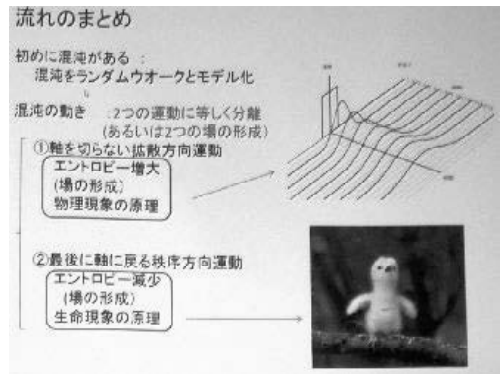 流れのまとめ
初めに混沌がある :
混沌をランダムウオークとモデル化
混沌の動き :2つの運動に等しく分離
(あるいは2つの場の形成)
①軸を切らない拡散方向運動
エントロピー増大
(場の形成)
物理現象の原理
②最後に軸に戻る秩序方向運動
エントロピー減少
(場の形成)
生命現象の原理